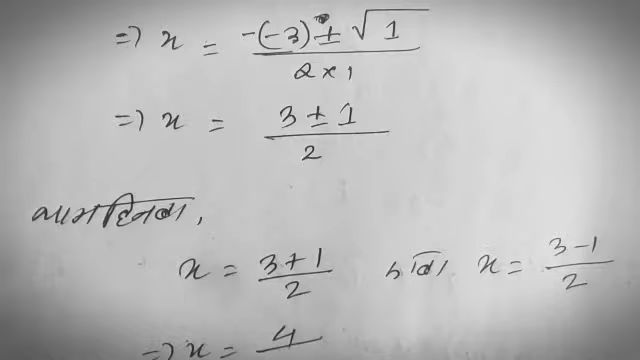 => x = -(-3) ± √1 / 2×1
=> x = 3 ± 1 / 2
x = 3+1 / 2 x = 3-1 / 2
=> x = 4